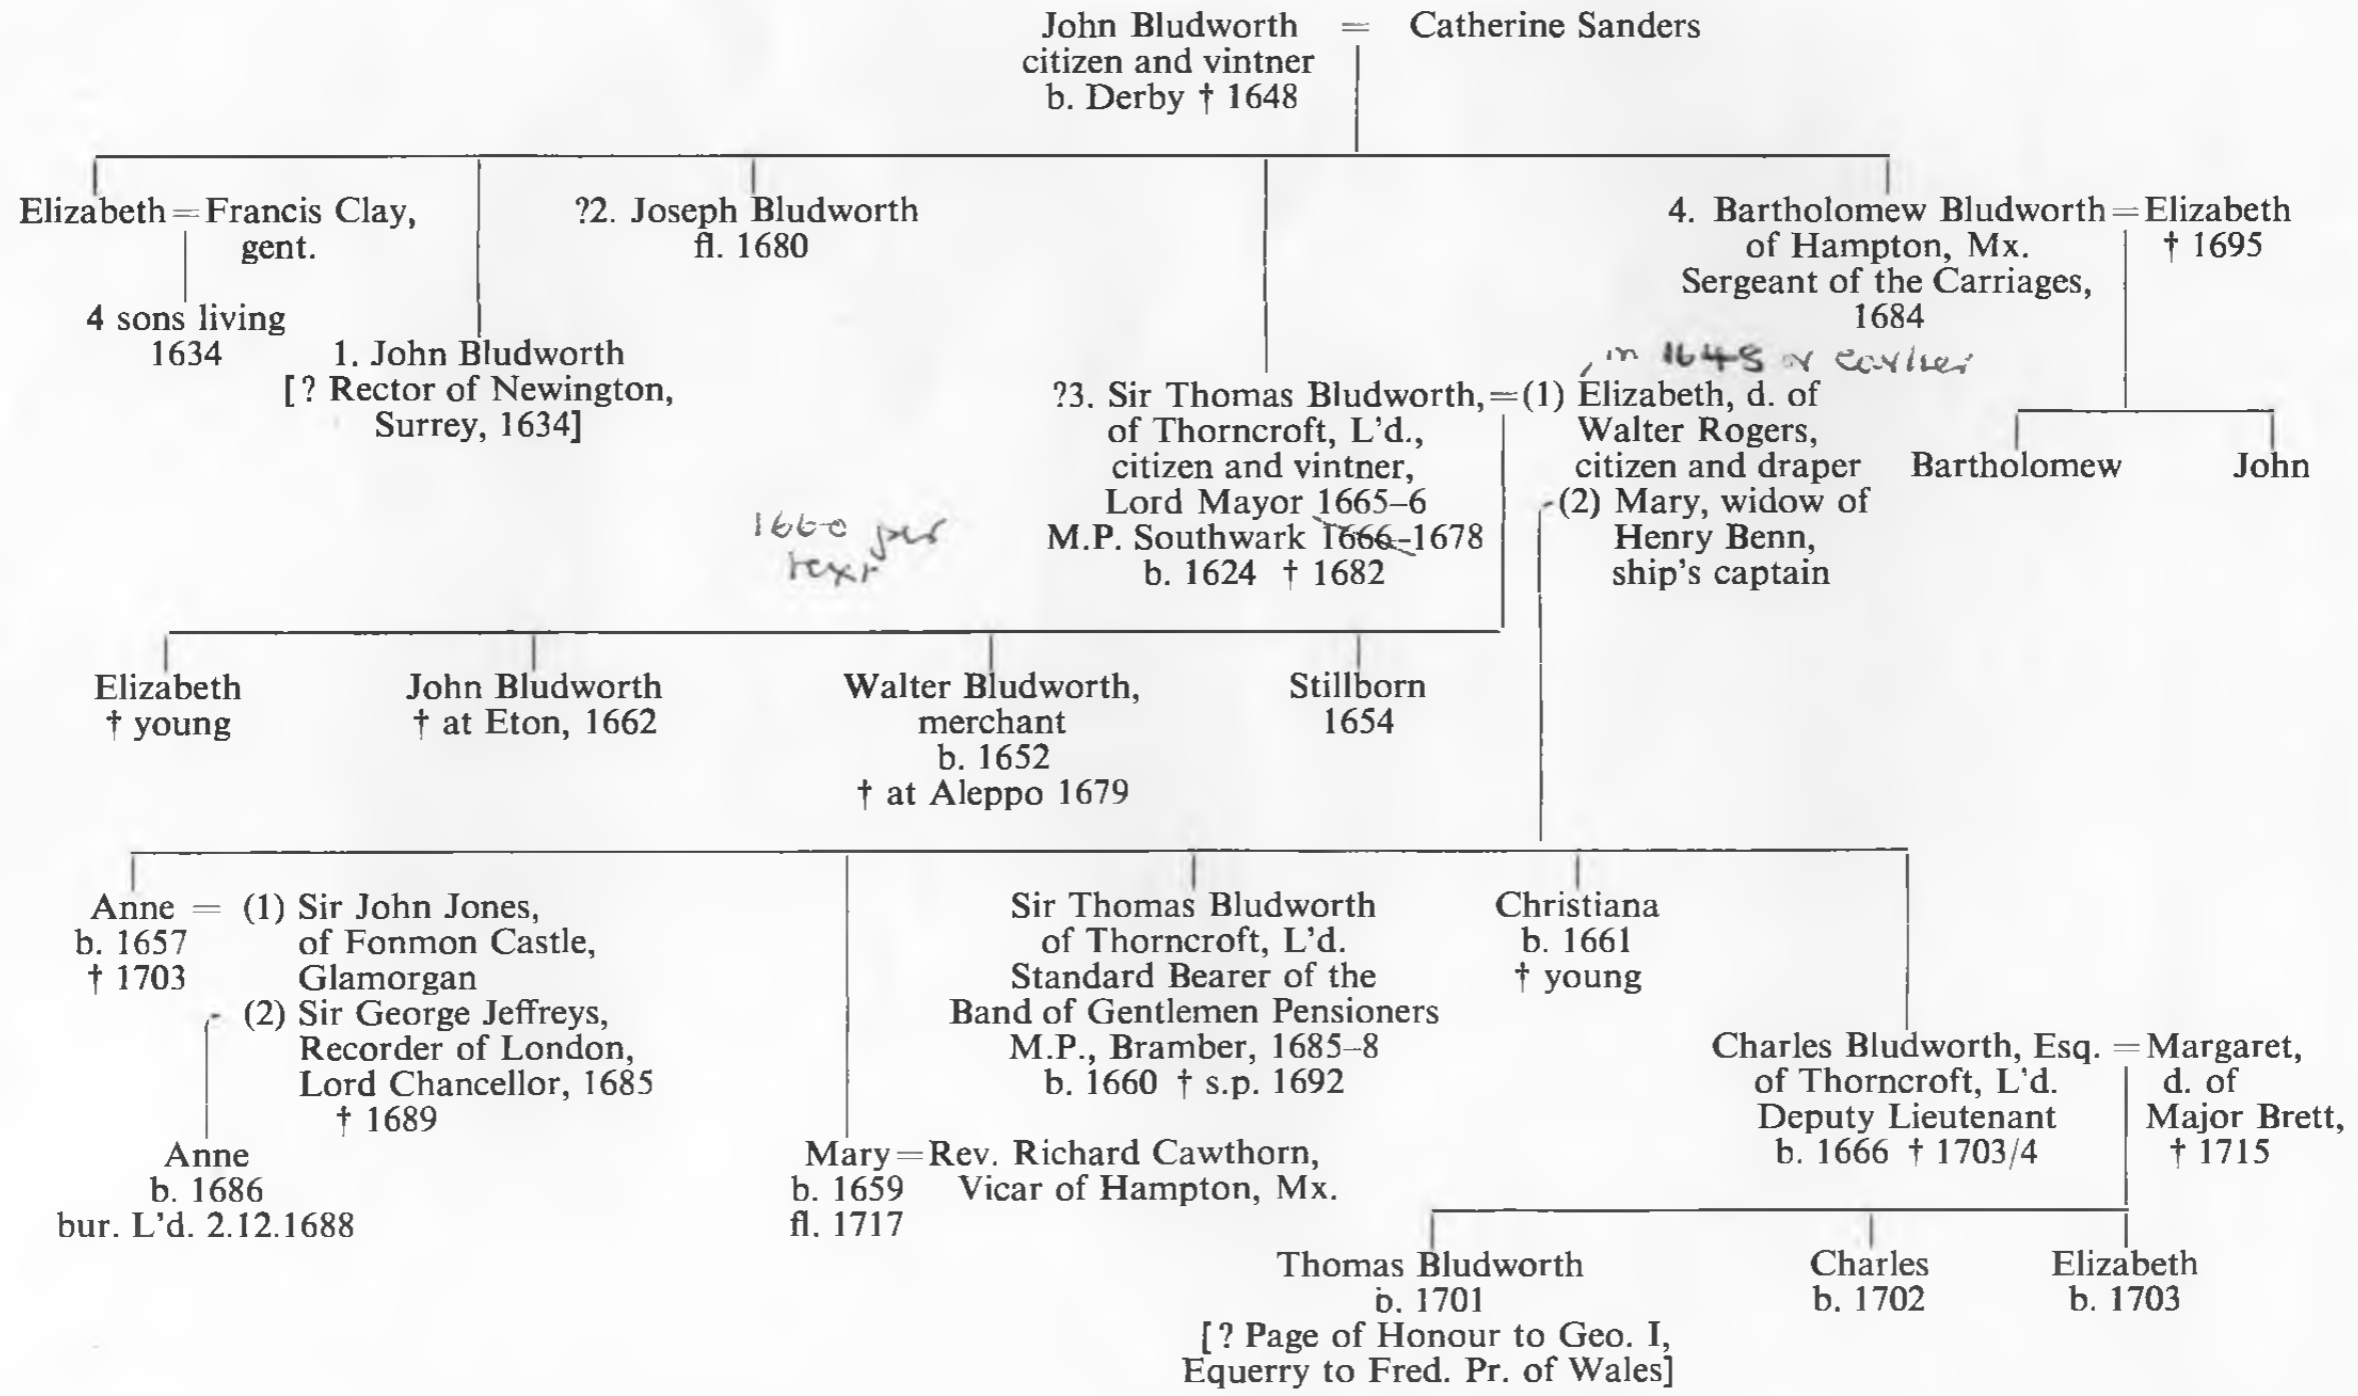 John Bludworth = Catherine Sanders
citizen and vintner
b. Derby † 1648
Elizabeth = Francis Clay,
gent.
4 sons living
1634
1. John Bludworth
[? Rector of Newington,
Surrey, 1634]
?2. Joseph Bludworth
fl. 1680
?3. Sir Thomas Bludworth, = (1) Elizabeth, d. of
of Thorncroft, L'd.,
citizen and vintner,
Lord Mayor 1665–6
M.P. Southwark 1666–1678
b. 1624 † 1682
Walter Rogers,
citizen and draper
(2) Mary, widow of
Henry Benn,
ship's captain
in 1648 or earlier
1660 per
text
4. Bartholomew Bludworth = Elizabeth
of Hampton, Mx.
Sergeant of the Carriages,
1684
† 1695
Bartholomew
John
Elizabeth
† young
John Bludworth
† at Eton, 1662
Walter Bludworth,
merchant
b. 1652
† at Aleppo 1679
Stillborn
1654
Anne = (1) Sir John Jones,
b. 1657
† 1703
of Fonmon Castle,
Glamorgan
(2) Sir George Jeffreys,
Recorder of London,
Lord Chancellor, 1685
† 1689
Anne
b. 1686
bur. L'd. 2.12.1688
Mary = Rev. Richard Cawthorn,
b. 1659
fl. 1717
Vicar of Hampton, Mx.
Sir Thomas Bludworth
of Thorncroft, L'd.
Standard Bearer of the
Band of Gentlemen Pensioners
M.P., Bramber, 1685–8
b. 1660 † s.p. 1692
Christiana
b. 1661
† young
Charles Bludworth, Esq. = Margaret,
of Thorncroft, L'd.
Deputy Lieutenant
b. 1666 † 1703/4
d. of
Major Brett,
† 1715
Thomas Bludworth
b. 1701
[? Page of Honour to Geo. I,
Equerry to Fred. Pr. of Wales]
Charles
b. 1702
Elizabeth
b. 1703